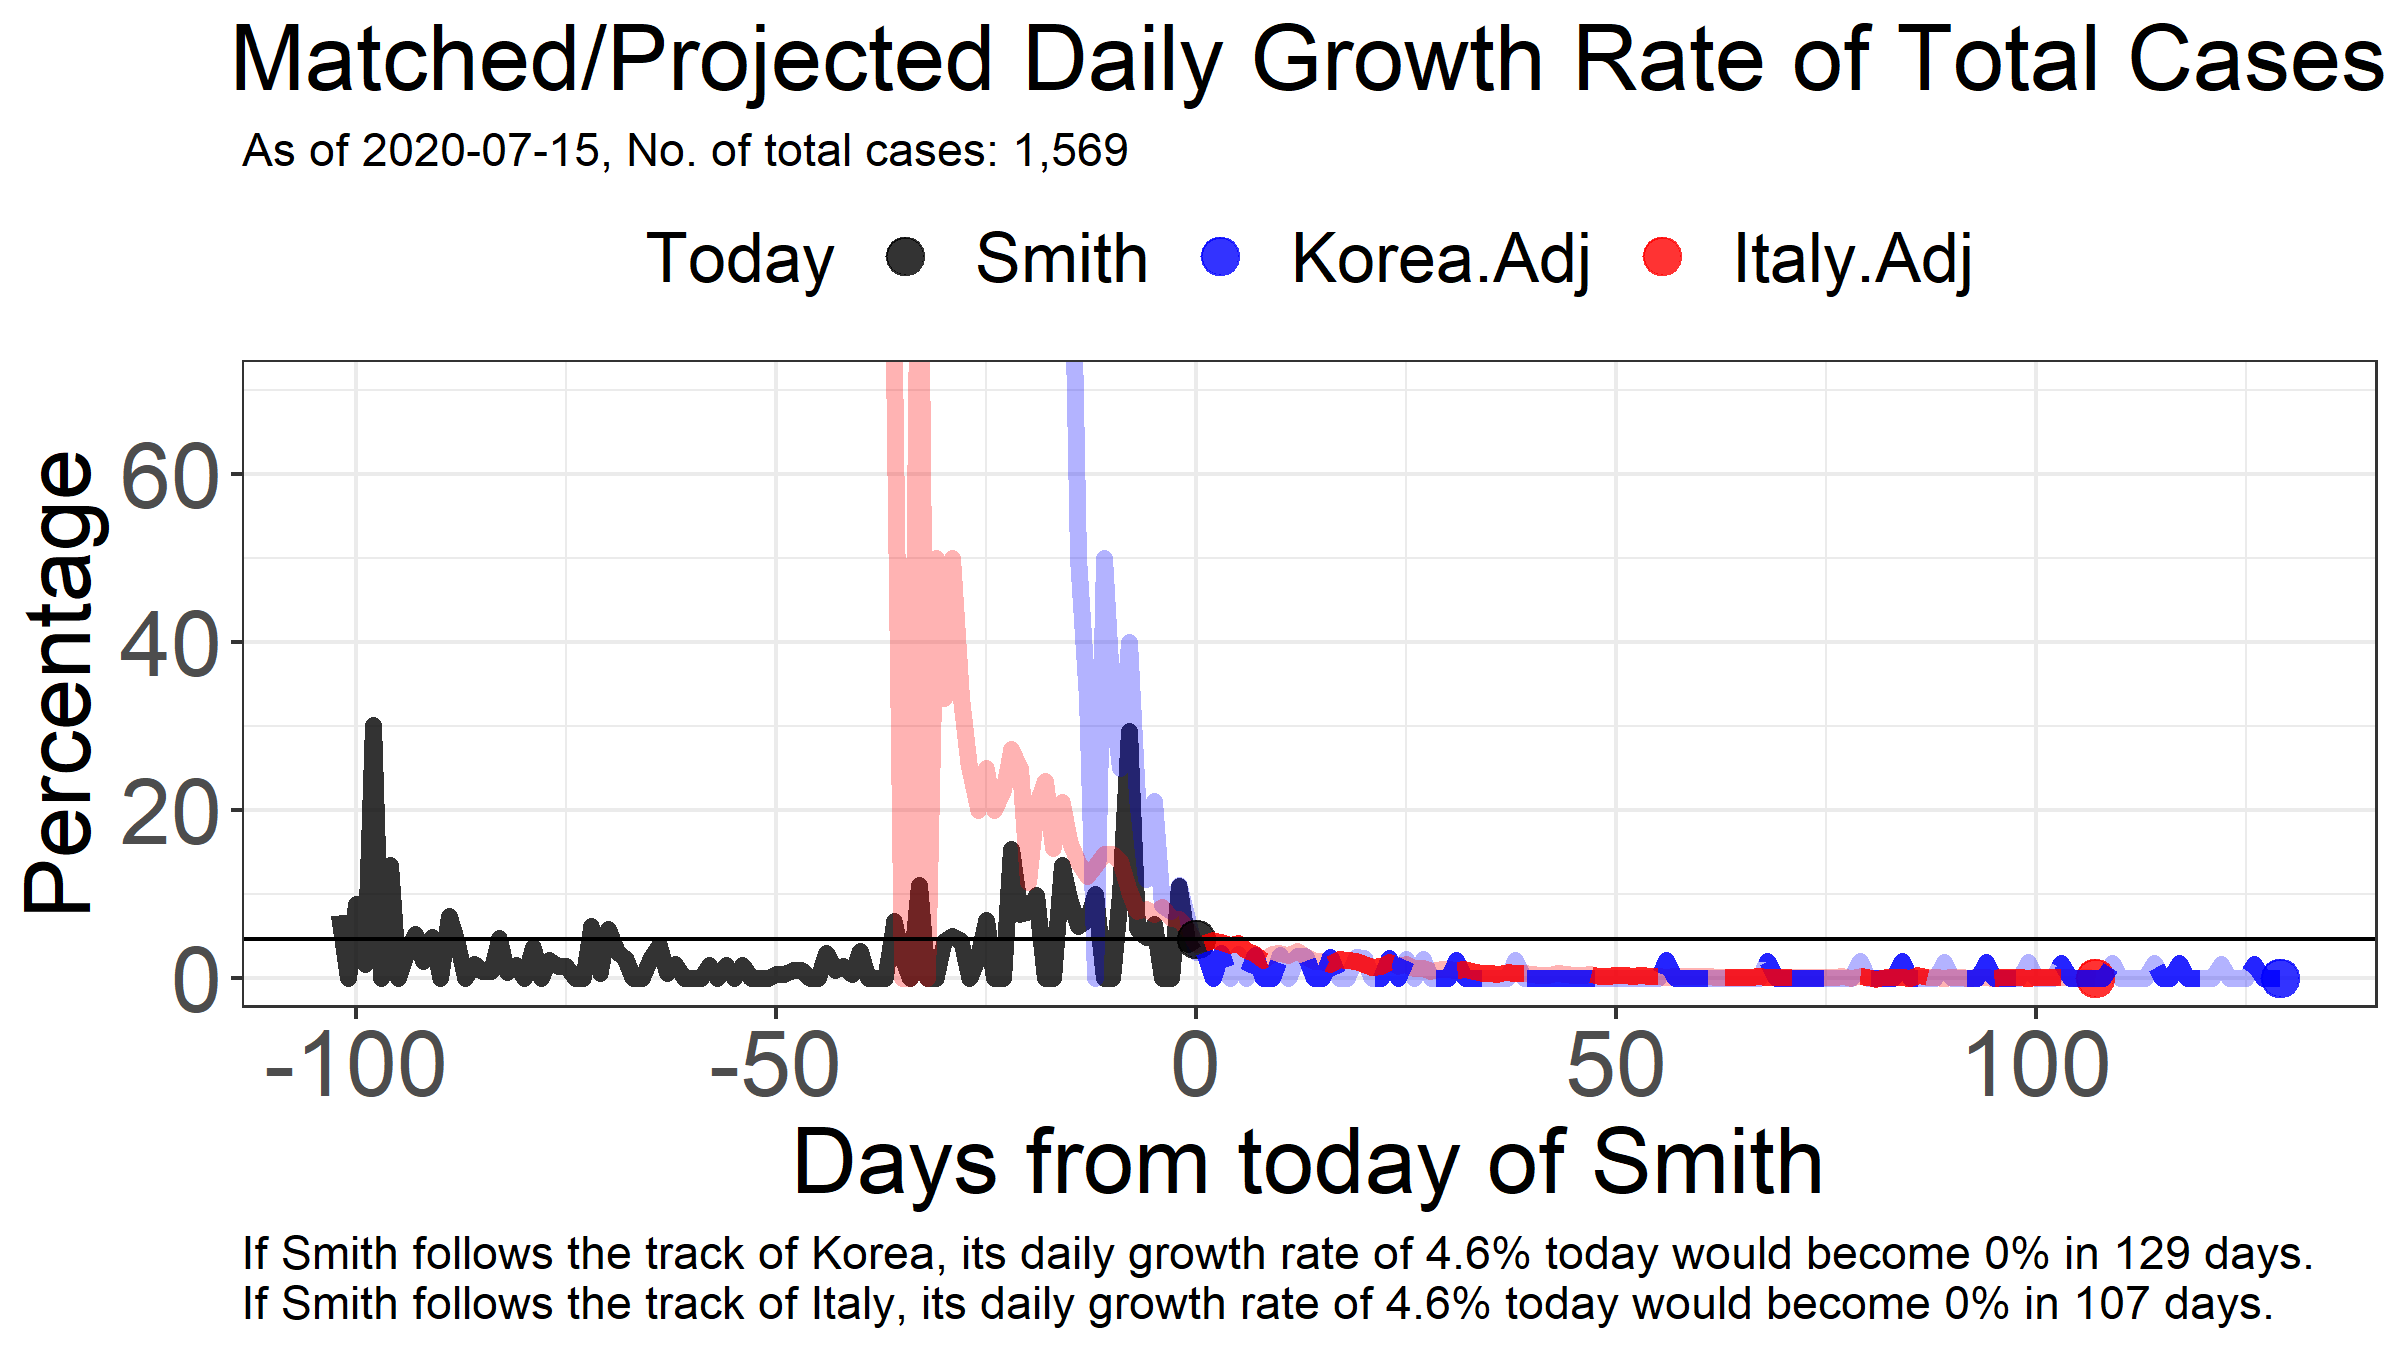 Matched/Projected Daily Growth Rate of Total Cases
As of 2020-07-15, No. of total cases: 1,569
Today Smith Korea.Adj Italy.Adj
Percentage
60
40
20
0
-100 -50 0 50 100
Days from today of Smith
If Smith follows the track of Korea, its daily growth rate of 4.6% today would become 0% in 129 days.
If Smith follows the track of Italy, its daily growth rate of 4.6% today would become 0% in 107 days.